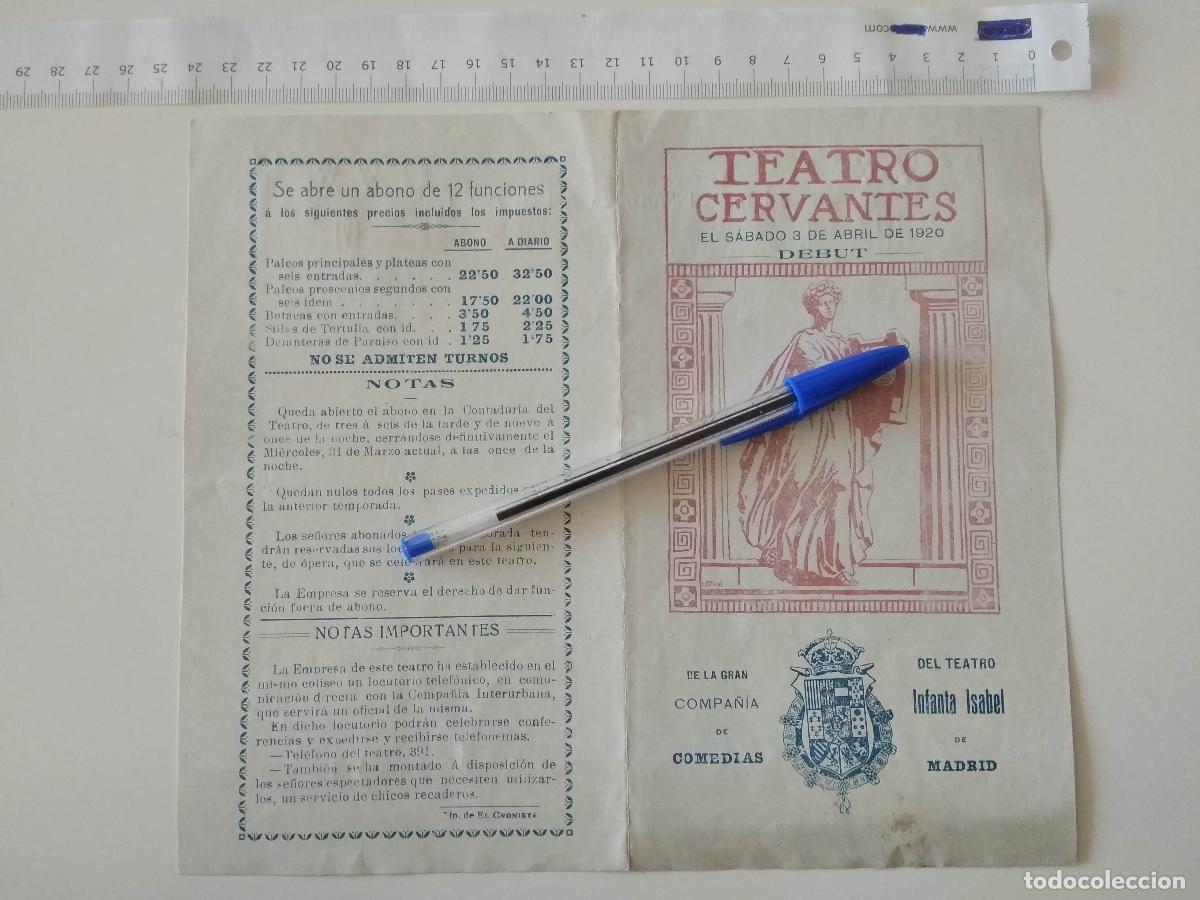 www. .com
0 1 2 3 4 5 6 7 8 9 10 11 12 13 14 15 16 17 18 19 20 21 22 23 24 25 26 27 28 29
Se abre un abono de 12 funciones
á los siguientes precios incluidos los impuestos:
ABONO A DIARIO
Palcos principales y plateas con
seis entradas. . . . . . 22'50 32'50
Palcos proscenios segundos con
seis idem . . . . . . . 17'50 22'00
Butacas con entradas. . . . 3'50 4'50
Sillas de Tertulia con id. . . 1 75 2'25
Delanteras de Paraiso con id . 1'25 1'75
NO SE ADMITEN TURNOS
NOTAS
Queda abierto el abono en la Contaduría del
Teatro, de tres á seis de la tarde y de nueve á
once de la noche, cerrándose definitivamente el
Miércoles, 31 de Marzo actual, a las once de la
noche.
Quedan nulos todos los pases expedidos
la anterior temporada.
Los señores abonados
drán reservadas sus para la siguien-
te, de ópera, que se celebrará en este teatro.
La Empresa se reserva el derecho de dar fun-
ción fuera de abono.
NOTAS IMPORTANTES
La Empresa de este teatro ha establecido en el
mismo coliseo un locutorio telefónico, en comu-
nicación directa con la Compañía Interurbana,
que servirá un oficial de la misma.
En dicho locutorio podrán celebrarse confe-
rencias y expedirse y recibirse telefonemas.
—Teléfono del teatro, 391.
—También se ha montado á disposición de
los señores espectadores que necesiten utilizar-
los, un servicio de chicos recaderos.
Tip. de EL CRONISTA
TEATRO
CERVANTES
EL SÁBADO 3 DE ABRIL DE 1920
DEBUT
DE LA GRAN
COMPAÑÍA
DE
COMEDIAS
DEL TEATRO
Infanta Isabel
DE
MADRID
todocoleccion